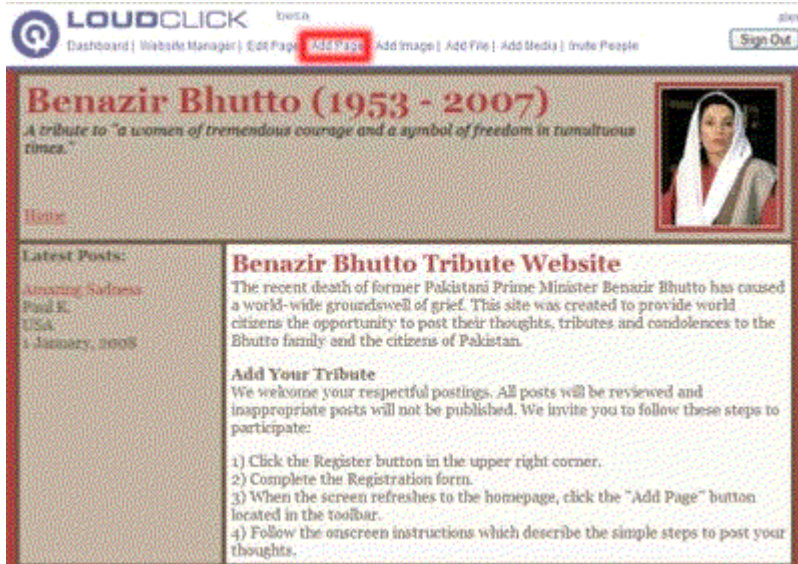 LOUDCLICK
besa
Dashboard | Website Manager | Edit Page | Add Page | Add Image | Add File | Add Media | Invite People
Sign Out
Benazir Bhutto (1953 - 2007)
A tribute to "a women of tremendous courage and a symbol of freedom in tumultuous
times."
Home
Latest Posts:
Amazing Sadness
Paul K.
USA
1 January, 2008
Benazir Bhutto Tribute Website
The recent death of former Pakistani Prime Minister Benazir Bhutto has caused
a world-wide groundswell of grief. This site was created to provide world
citizens the opportunity to post their thoughts, tributes and condolences to the
Bhutto family and the citizens of Pakistan.
Add Your Tribute
We welcome your respectful postings. All posts will be reviewed and
inappropriate posts will not be published. We invite you to follow these steps to
participate:
1) Click the Register button in the upper right corner.
2) Complete the Registration form.
3) When the screen refreshes to the homepage, click the "Add Page" button
located in the toolbar.
4) Follow the onscreen instructions which describe the simple steps to post your
thoughts.